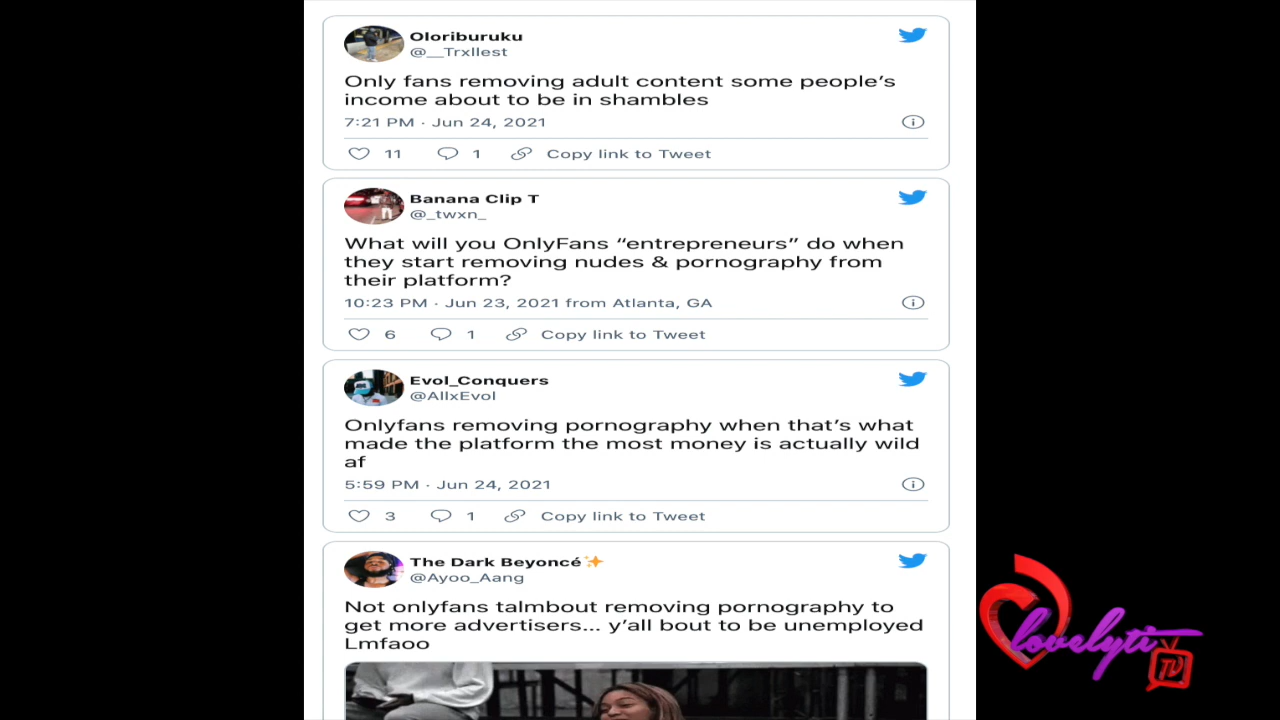 Oloriburuku
@__Trxllest
Only fans removing adult content some people's
income about to be in shambles
7:21 PM · Jun 24, 2021
11 1 Copy link to Tweet
Banana Clip T
@_twxn_
What will you OnlyFans “entrepreneurs” do when
they start removing nudes & pornography from
their platform?
10:23 PM · Jun 23, 2021 from Atlanta, GA
6 1 Copy link to Tweet
Evol_Conquers
@AllxEvol
Onlyfans removing pornography when that’s what
made the platform the most money is actually wild
af
5:59 PM · Jun 24, 2021
3 1 Copy link to Tweet
The Dark Beyoncé✨
@Ayoo_Aang
Not onlyfans talmbout removing pornography to
get more advertisers... y’all bout to be unemployed
Lmfaoo
lovelyti
TV